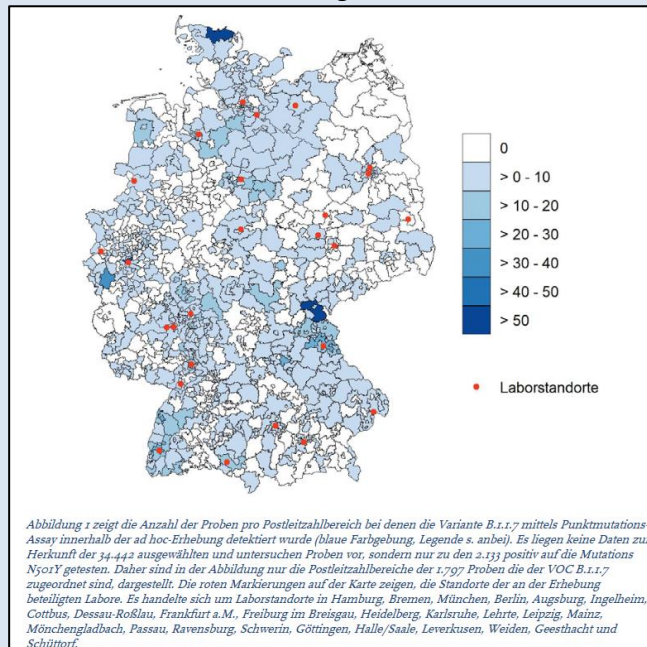 0
> 0 - 10
> 10 - 20
> 20 - 30
> 30 - 40
> 40 - 50
> 50
Laborstandorte
Abbildung 1 zeigt die Anzahl der Proben pro Postleitzahlbereich bei denen die Variante B.1.1.7 mittels Punktmutations-
Assay innerhalb der ad hoc-Erhebung detektiert wurde (blaue Farbgebung, Legende s. anbei). Es liegen keine Daten zur
Herkunft der 34.442 ausgewählten und untersuchen Proben vor, sondern nur zu den 2.133 positiv auf die Mutations
N501Y getesten. Daher sind in der Abbildung nur die Postleitzahlbereiche der 1.797 Proben die der VOC B.1.1.7
zugeordnet sind, dargestellt. Die roten Markierungen auf der Karte zeigen, die Standorte der an der Erhebung
beteiligten Labore. Es handelte sich um Laborstandorte in Hamburg, Bremen, München, Berlin, Augsburg, Ingelheim,
Cottbus, Dessau-Roßlau, Frankfurt a.M., Freiburg im Breisgau, Heidelberg, Karlsruhe, Lehrte, Leipzig, Mainz,
Mönchengladbach, Passau, Ravensburg, Schwerin, Göttingen, Halle/Saale, Leverkusen, Weiden, Geesthacht und
Schüttorf.